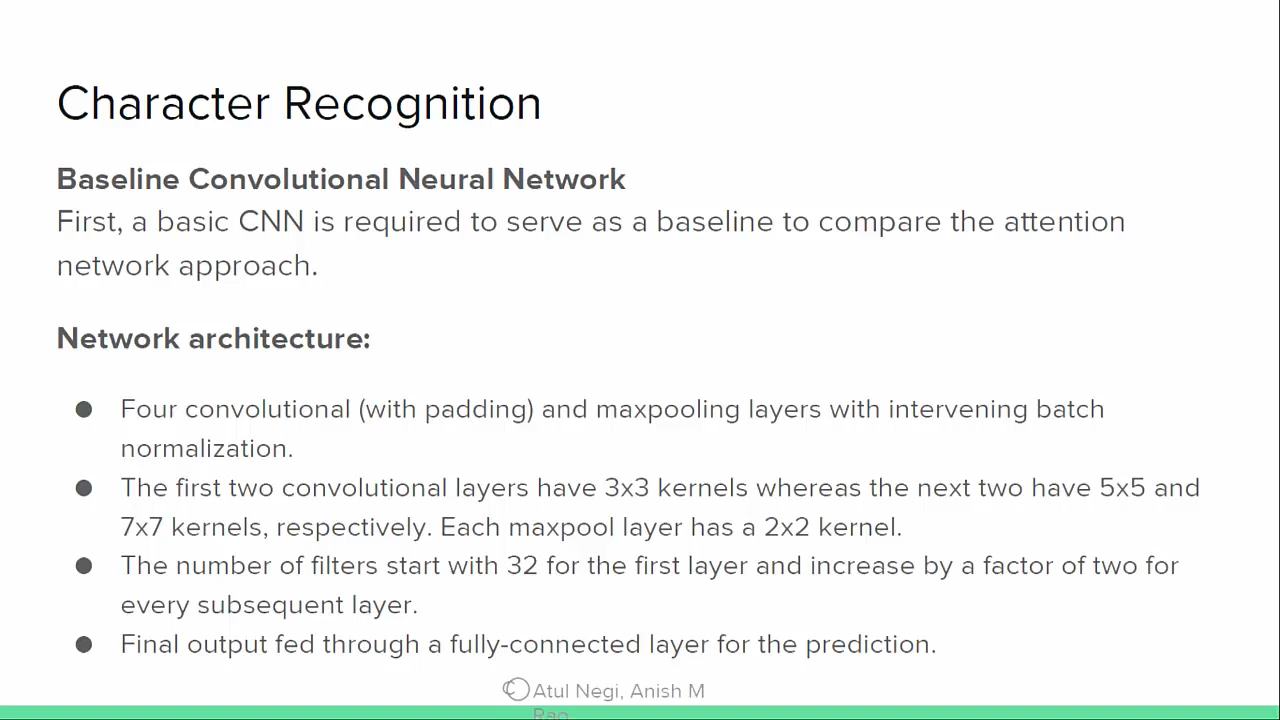 Character Recognition
Baseline Convolutional Neural Network
First, a basic CNN is required to serve as a baseline to compare the attention
network approach.
Network architecture:
● Four convolutional (with padding) and maxpooling layers with intervening batch
normalization.
● The first two convolutional layers have 3x3 kernels whereas the next two have 5x5 and
7x7 kernels, respectively. Each maxpool layer has a 2x2 kernel.
● The number of filters start with 32 for the first layer and increase by a factor of two for
every subsequent layer.
● Final output fed through a fully-connected layer for the prediction.
© Atul Negi, Anish M
Rao